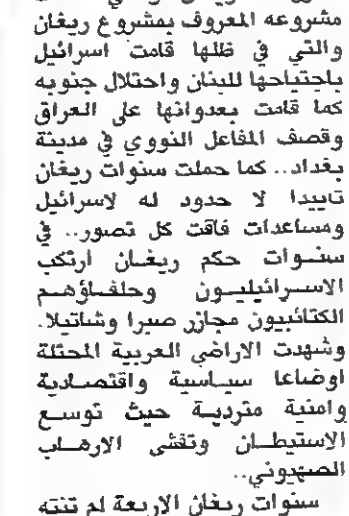 مشروعه المعروف بمشروع ريغان
والتي في ظلها قامت اسرائيل
باجتياحها للبنان واحتلال جنوبه
كما قامت بعدوانها على العراق
وقصف المفاعل النووي في مدينة
بغداد.. كما حملت سنوات ريغان
تاييدا لا حدود له لاسرائيل
ومساعدات فاقت كل تصور.. في
سنوات حكم ريغان ارتكب
الاسرائيليون وحلفاؤهم
الكتائبيون مجازر صبرا وشاتيلا.
وشهدت الاراضي العربية المحتلة
اوضاعا سياسية واقتصادية
وامنية متردية حيث توسع
الاستيطان وتفشى الارهاب
الصهيوني..
سنوات ريغان الاربعة لم تنته